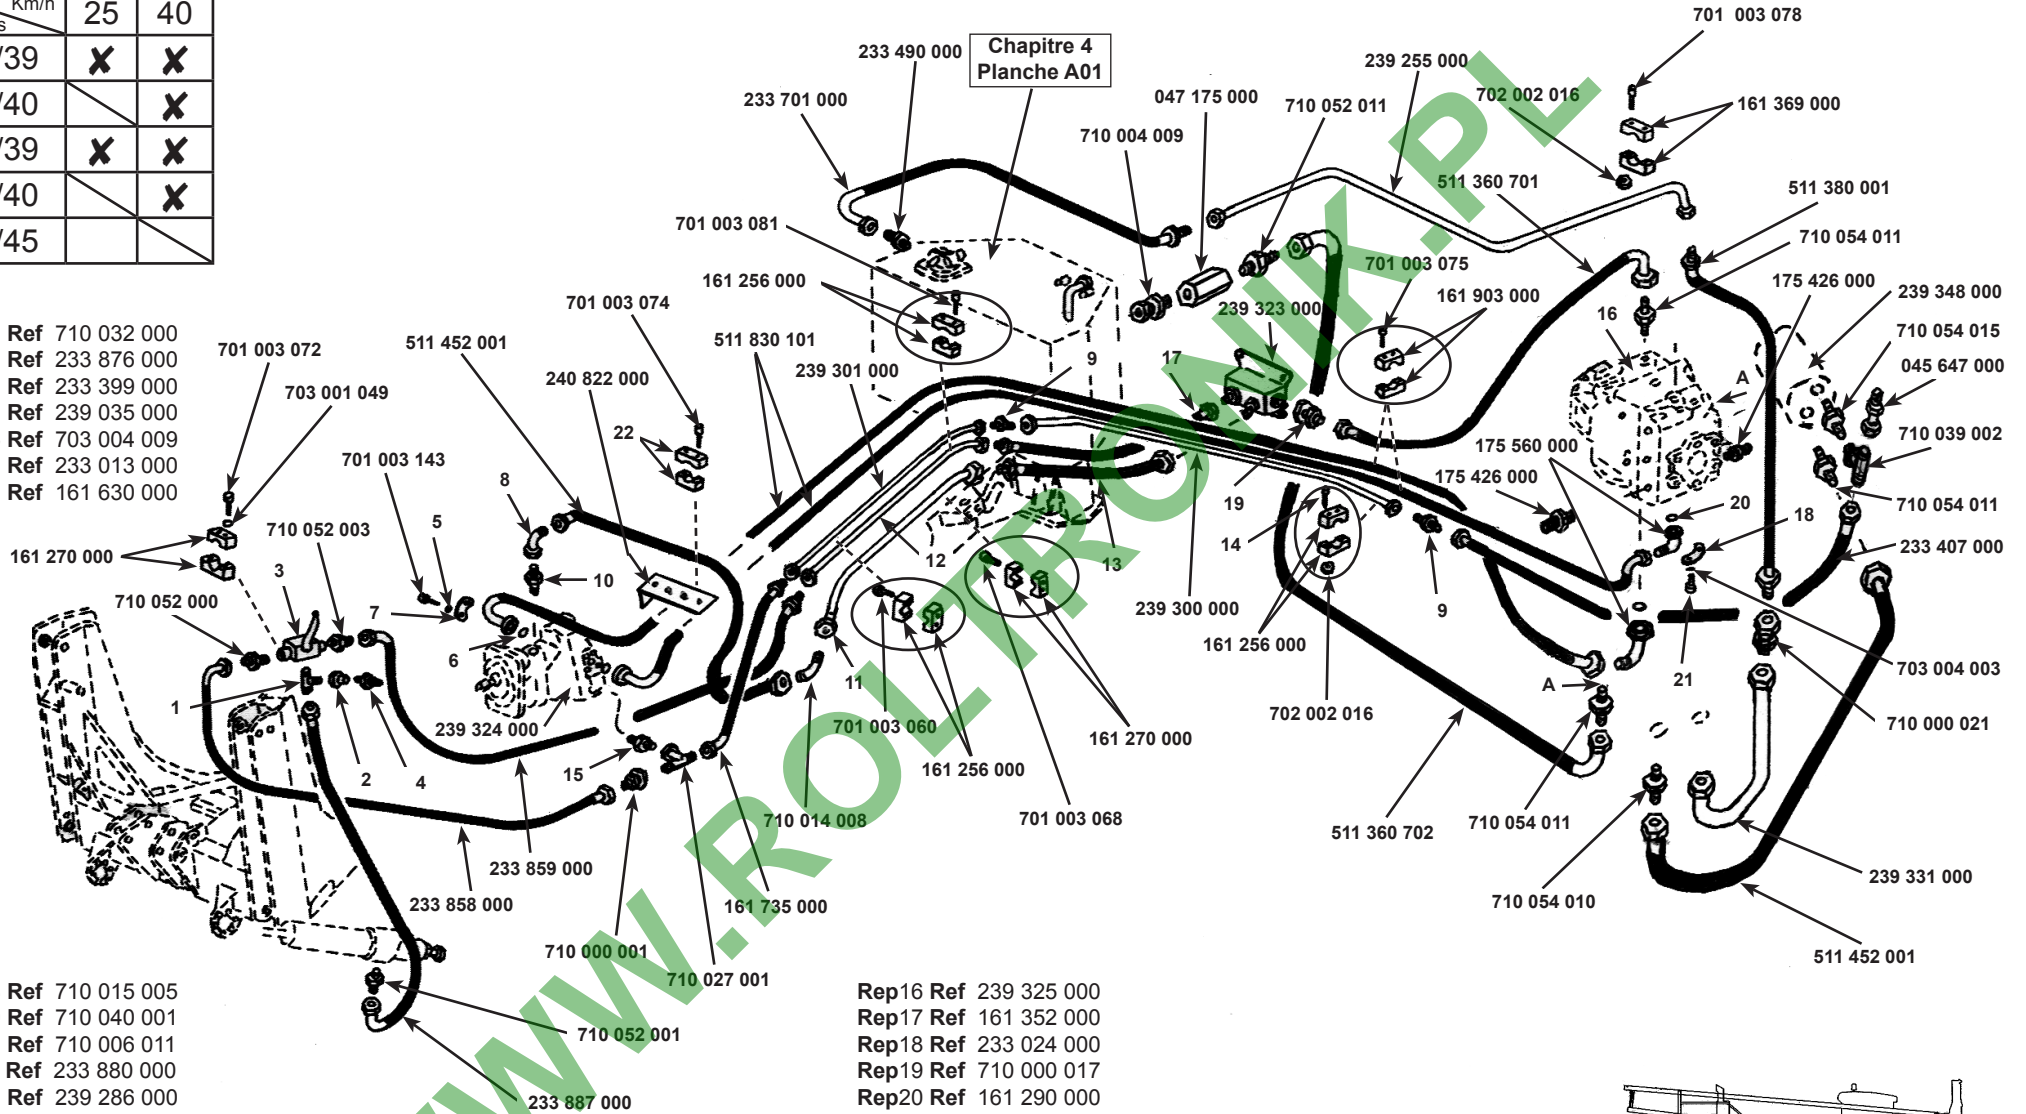 Km/h
s
25 40
/39 ✘ ✘
/40 ✘
/39 ✘ ✘
/40 ✘
/45
701 003 078
233 490 000
Chapitre 4
Planche A01
239 255 000
233 701 000
047 175 000
710 052 011
702 002 016
161 369 000
710 004 009
511 360 701
511 380 001
701 003 081
710 054 011
161 256 000
701 003 075
175 426 000
701 003 074
161 903 000
239 348 000
239 323 000
16
Ref 710 032 000
Ref 233 876 000
Ref 233 399 000
Ref 239 035 000
Ref 703 004 009
Ref 233 013 000
Ref 161 630 000
701 003 072
511 452 001
511 830 101
710 054 015
9
17
239 301 000
045 647 000
703 001 049
240 822 000
A
22
710 039 002
701 003 143
8
175 560 000
175 426 000
19
20
710 054 011
710 052 003
5
18
161 270 000
14
10
12
13
233 407 000
3
710 052 000
7
239 300 000
9
161 256 000
6
703 004 003
21
A
1
11
239 324 000
701 003 060
702 002 016
710 000 021
161 270 000
15
2
4
161 256 000
710 014 008
701 003 068
511 360 702
710 054 011
233 859 000
239 331 000
233 858 000
161 735 000
710 054 010
710 000 001
710 027 001
511 452 001
Ref 710 015 005
Ref 710 040 001
Ref 710 006 011
Ref 233 880 000
Ref 239 286 000
710 052 001
233 887 000
Rep16 Ref 239 325 000
Rep17 Ref 161 352 000
Rep18 Ref 233 024 000
Rep19 Ref 710 000 017
Rep20 Ref 161 290 000
WWW.ROLTRONIK.PL